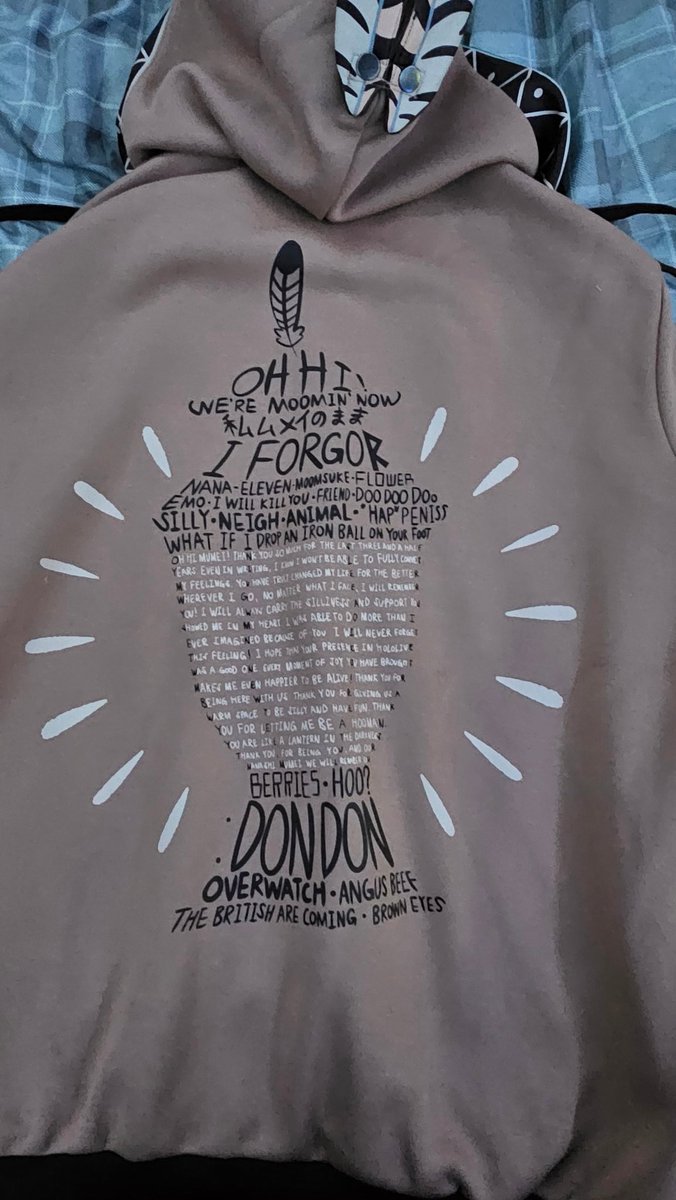 OH HI!
WE'RE MOOMIN' NOW
私ムメイのまま
I FORGOR
NANA・ELEVEN・MOOMSUKE・FLOWER
EMO・I WILL KILL YOU・FRIEND・DOO DOO DOO
SILLY・NEIGH・ANIMAL・"HAP"PENISS
WHAT IF I DROP AN IRON BALL ON YOUR FOOT
OH HI MUMEI! THANK YOU SO MUCH FOR THE LAST THREE AND A HALF
YEARS EVEN IN WRITING, I KNOW I WON'T BE ABLE TO FULLY CONVEY
MY FEELINGS. YOU HAVE TRULY CHANGED MY LIFE FOR THE BETTER
WHEREVER I GO, NO MATTER WHAT I FACE, I WILL REMEMBER
YOU! I WILL ALWAYS CARRY THE SILLINESS AND SUPPORT YOU
SHOWED ME IN MY HEART I WAS ABLE TO DO MORE THAN I
EVER IMAGINED BECAUSE OF YOU I WILL NEVER FORGET
THIS FEELING! I HOPE THAT YOUR PRESENCE IN HOLOLIVE
WAS A GOOD ONE EVERY MOMENT OF JOY YOU HAVE BROUGHT
MAKES ME EVEN HAPPIER TO BE ALIVE! THANK YOU FOR
BEING HERE WITH US THANK YOU FOR GIVING US A
WARM SPACE TO BE SILLY AND HAVE FUN. THANK
YOU FOR LETTING ME BE A HOOMAN.
YOU ARE LIKE A LANTERN IN THE DARKNESS
THANK YOU FOR BEING YOU, AND OUR
NANASHI MUMEI WE WILL REMEMBER
BERRIES・HOO?
:DONDON
OVERWATCH・ANGUS BEEF
THE BRITISH ARE COMING・BROWN EYES